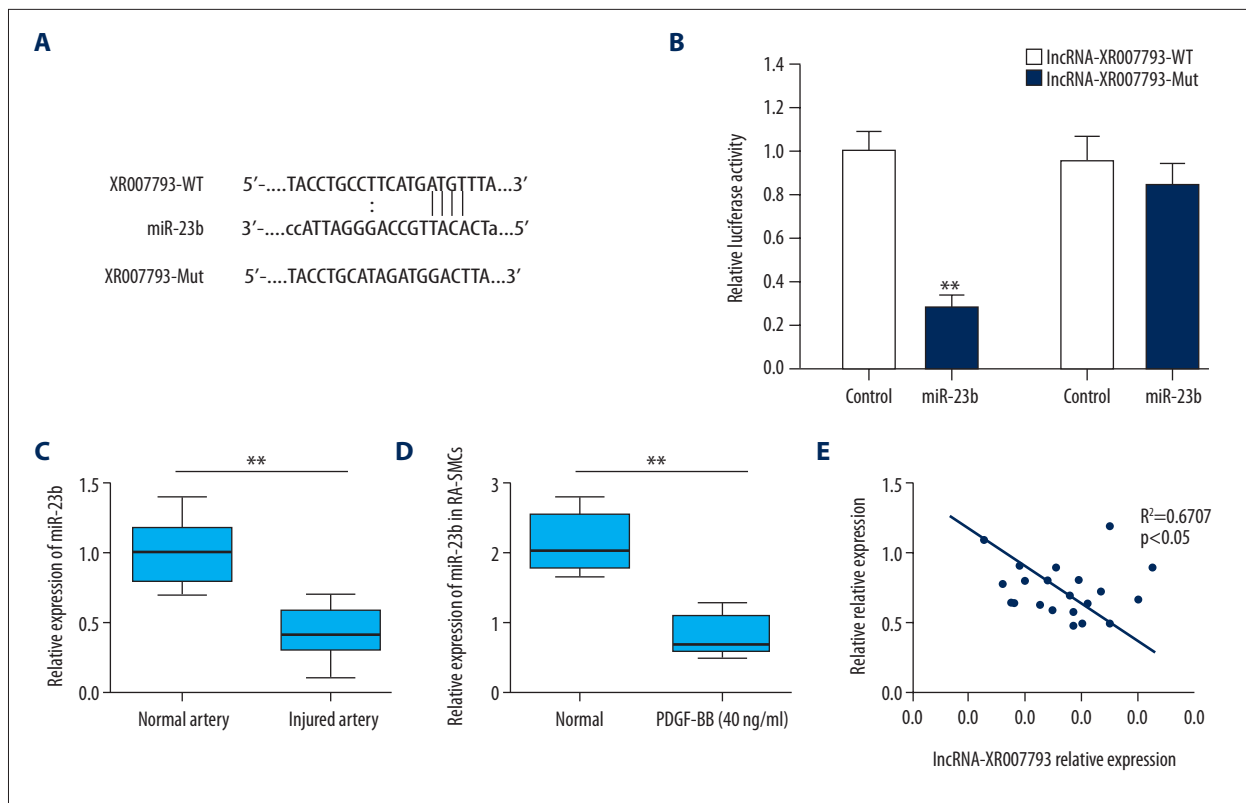 A
XR007793-WT 5′-....TACCTGCCTTCATGATGTTTA...3′
:
miR-23b 3′-....ccATTAGGGACCGTTACACTa...5′
XR007793-Mut 5′-....TACCTGCATAGATGGACTTA...3′
B
lncRNA-XR007793-WT
lncRNA-XR007793-Mut
Relative luciferase activity
1.4
1.2
1.0
0.8
0.6
0.4
0.2
0.0
**
Control miR-23b Control miR-23b
C
Relative expression of miR-23b
1.5
1.0
0.5
0.0
**
Normal artery Injured artery
D
Relative expression of miR-23b in RA-SMCs
3
2
1
0
**
Normal PDGF-BB (40 ng/ml)
E
Relative relative expression
1.5
1.0
0.5
0.0
R²=0.6707
p<0.05
0.0 0.0 0.0 0.0 0.0 0.0
lncRNA-XR007793 relative expression